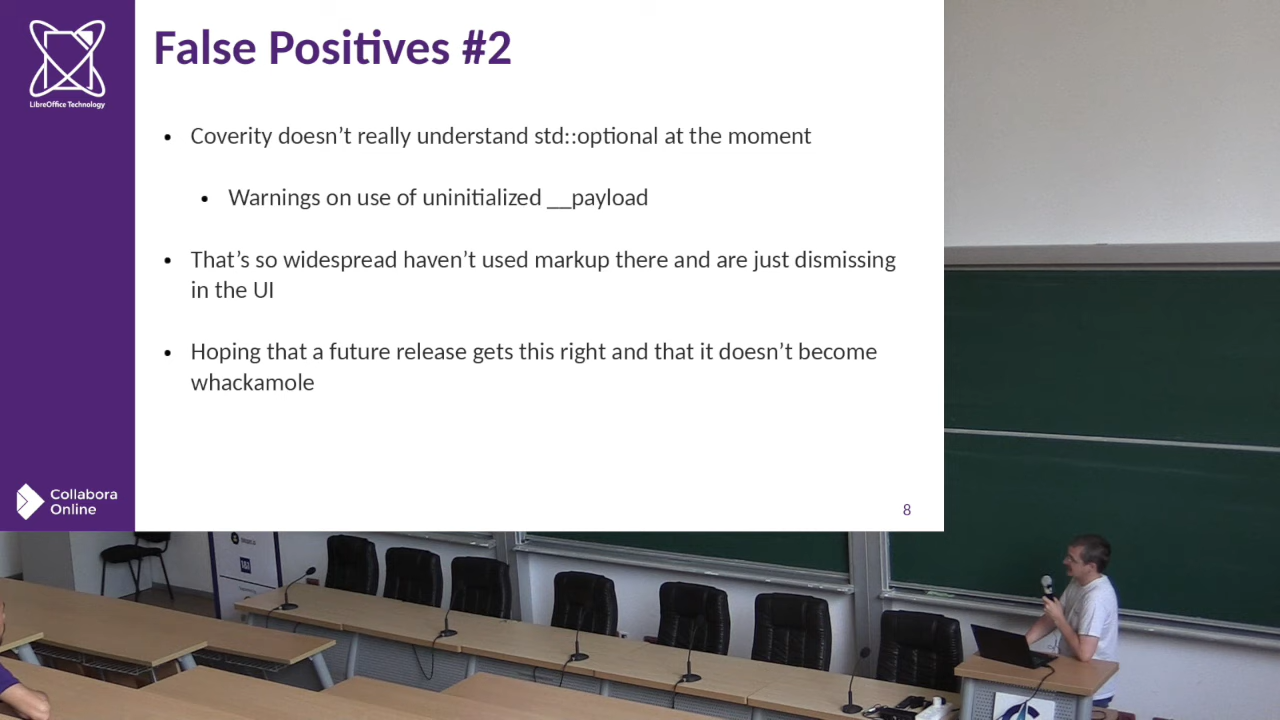 False Positives #2
LibreOffice Technology
Coverity doesn't really understand std::optional at the moment
Warnings on use of uninitialized __payload
That's so widespread haven't used markup there and are just dismissing
in the UI
Hoping that a future release gets this right and that it doesn't become
whackamole
Collabora
Online
8